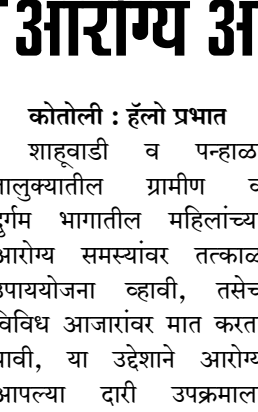 आरोग्य अ
कोतोली : हॅलो प्रभात
शाहूवाडी व पन्हाळ
तालुक्यातील ग्रामीण व
दुर्गम भागातील महिलांच्या
आरोग्य समस्यांवर तत्काळ
उपाययोजना व्हावी, तसेच
विविध आजारांवर मात करता
यावी, या उद्देशाने आरोग्य
आपल्या दारी उपक्रमाला